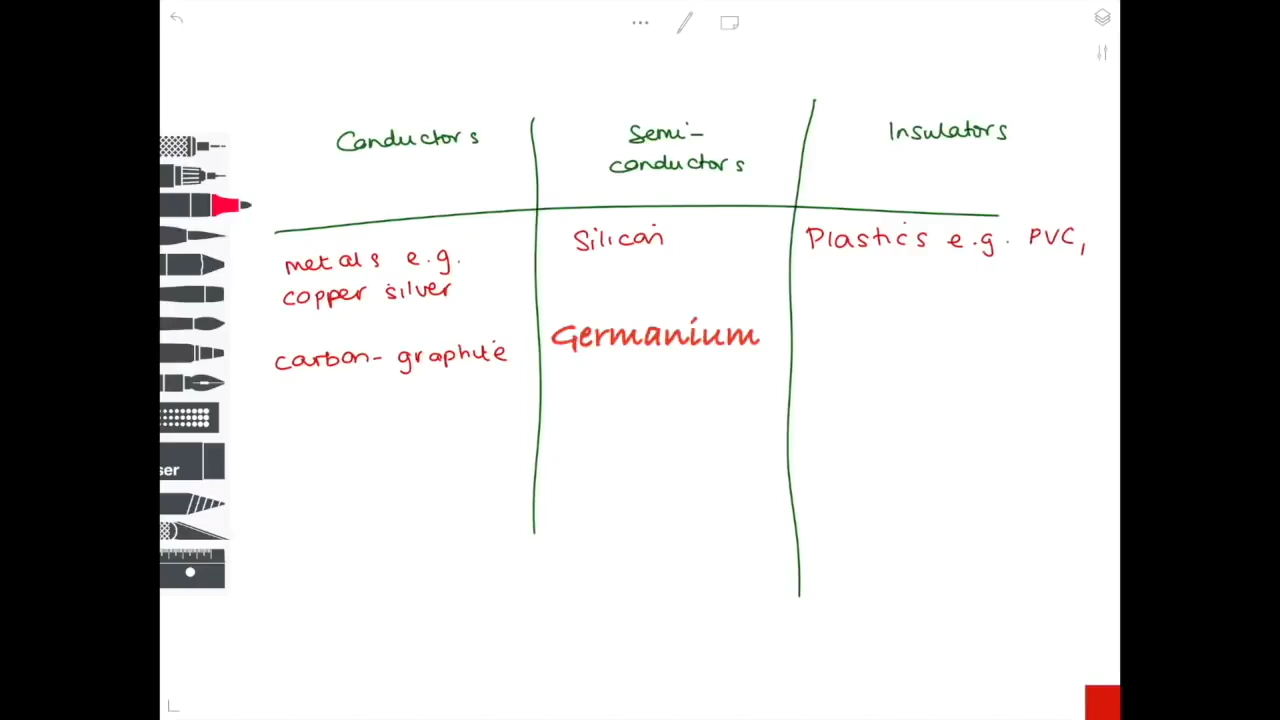 Conductors
Semi-
conductors
Insulators
metals e.g.
copper silver
carbon- graphite
Silicon
Germanium
Plastics e.g. PVC,
ser